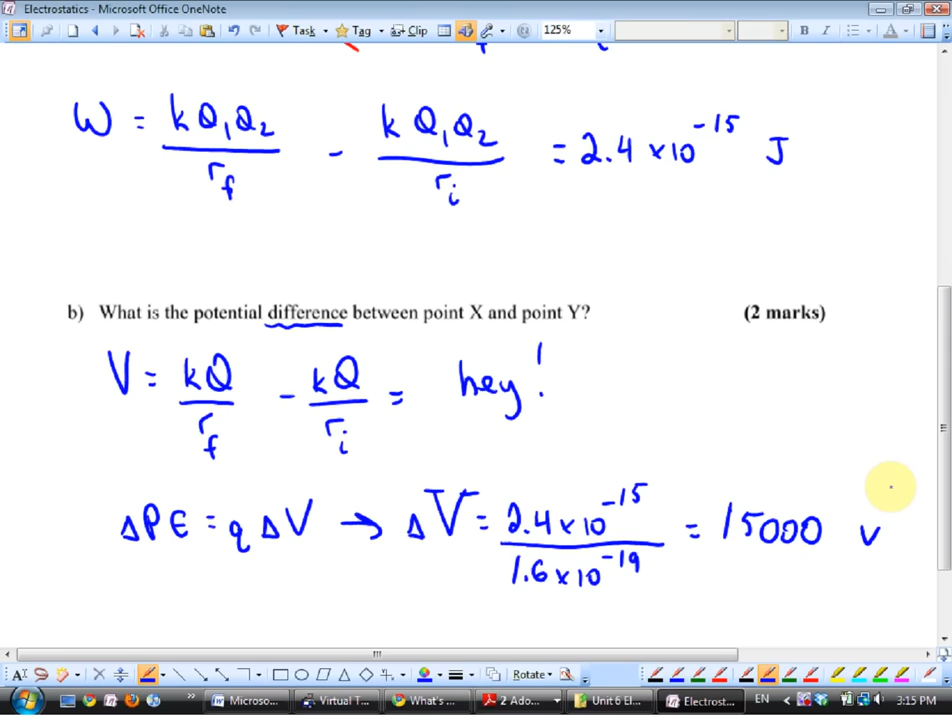 Electrostatics - Microsoft Office OneNote
Task Tag Clip 125% B I A
W = kQ₁Q₂/r_f - kQ₁Q₂/r_i = 2.4 × 10⁻¹⁵ J
b) What is the potential difference between point X and point Y? (2 marks)
V = kQ/r_f - kQ/r_i = hey!
ΔPE = qΔV → ΔV = 2.4 × 10⁻¹⁵/1.6 × 10⁻¹⁹ = 15000 v
Rotate
Microso... Virtual T... What's ... 2 Ado... Unit 6 El... Electrost... EN 3:15 PM